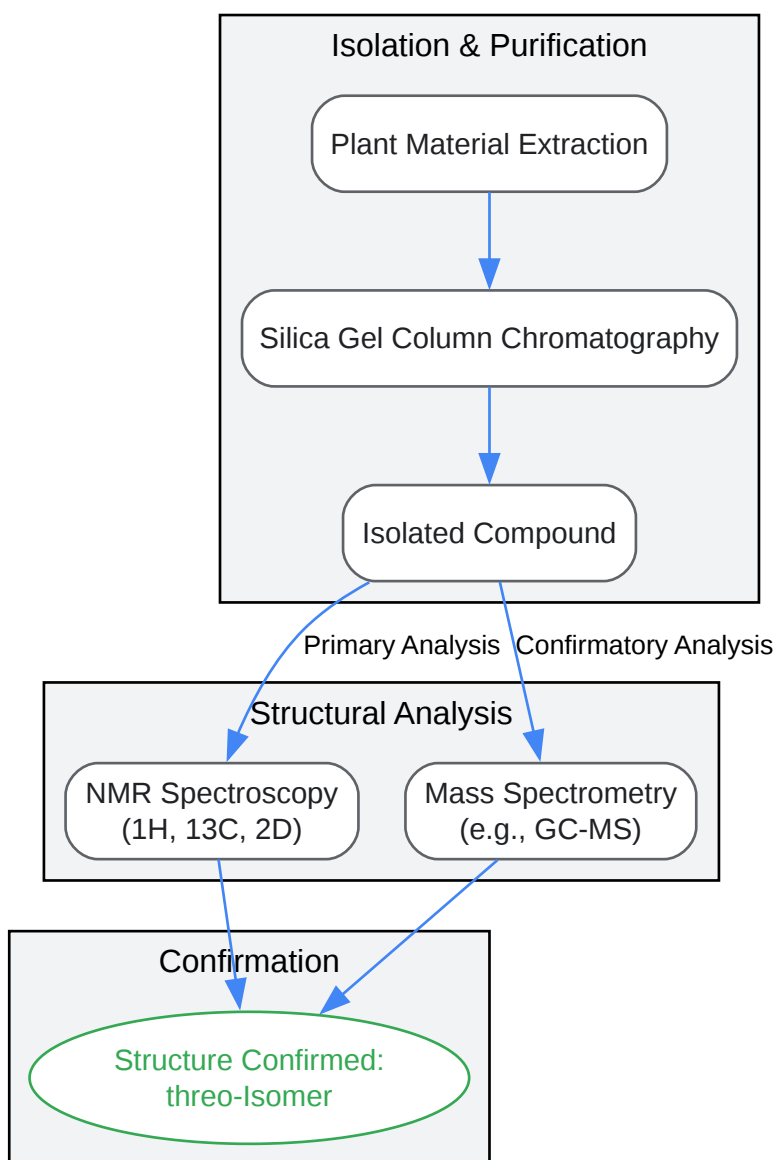 Isolation & Purification
Plant Material Extraction
Silica Gel Column Chromatography
Isolated Compound
Primary Analysis
Confirmatory Analysis
Structural Analysis
NMR Spectroscopy
(1H, 13C, 2D)
Mass Spectrometry
(e.g., GC-MS)
Confirmation
Structure Confirmed:
threo-Isomer